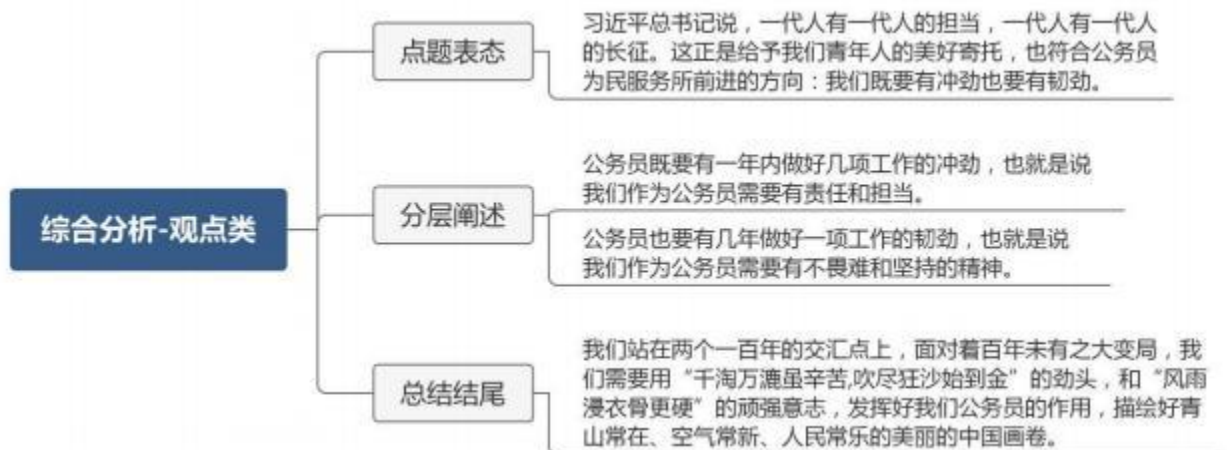 综合分析-观点类
点题表态
习近平总书记说，一代人有一代人的担当，一代人有一代人
的长征。这正是给予我们青年人的美好寄托，也符合公务员
为民服务所前进的方向：我们既要有冲劲也要有韧劲。
分层阐述
公务员既要有一年内做好几项工作的冲劲，也就是说
我们作为公务员需要有责任和担当。
公务员也要有几年做好一项工作的韧劲，也就是说
我们作为公务员需要有不畏难和坚持的精神。
总结结尾
我们站在两个一百年的交汇点上，面对着百年未有之大变局，我
们需要用“千淘万漉虽辛苦,吹尽狂沙始到金”的劲头，和“风雨
浸衣骨更硬”的顽强意志，发挥好我们公务员的作用，描绘好青
山常在、空气常新、人民常乐的美丽的中国画卷。